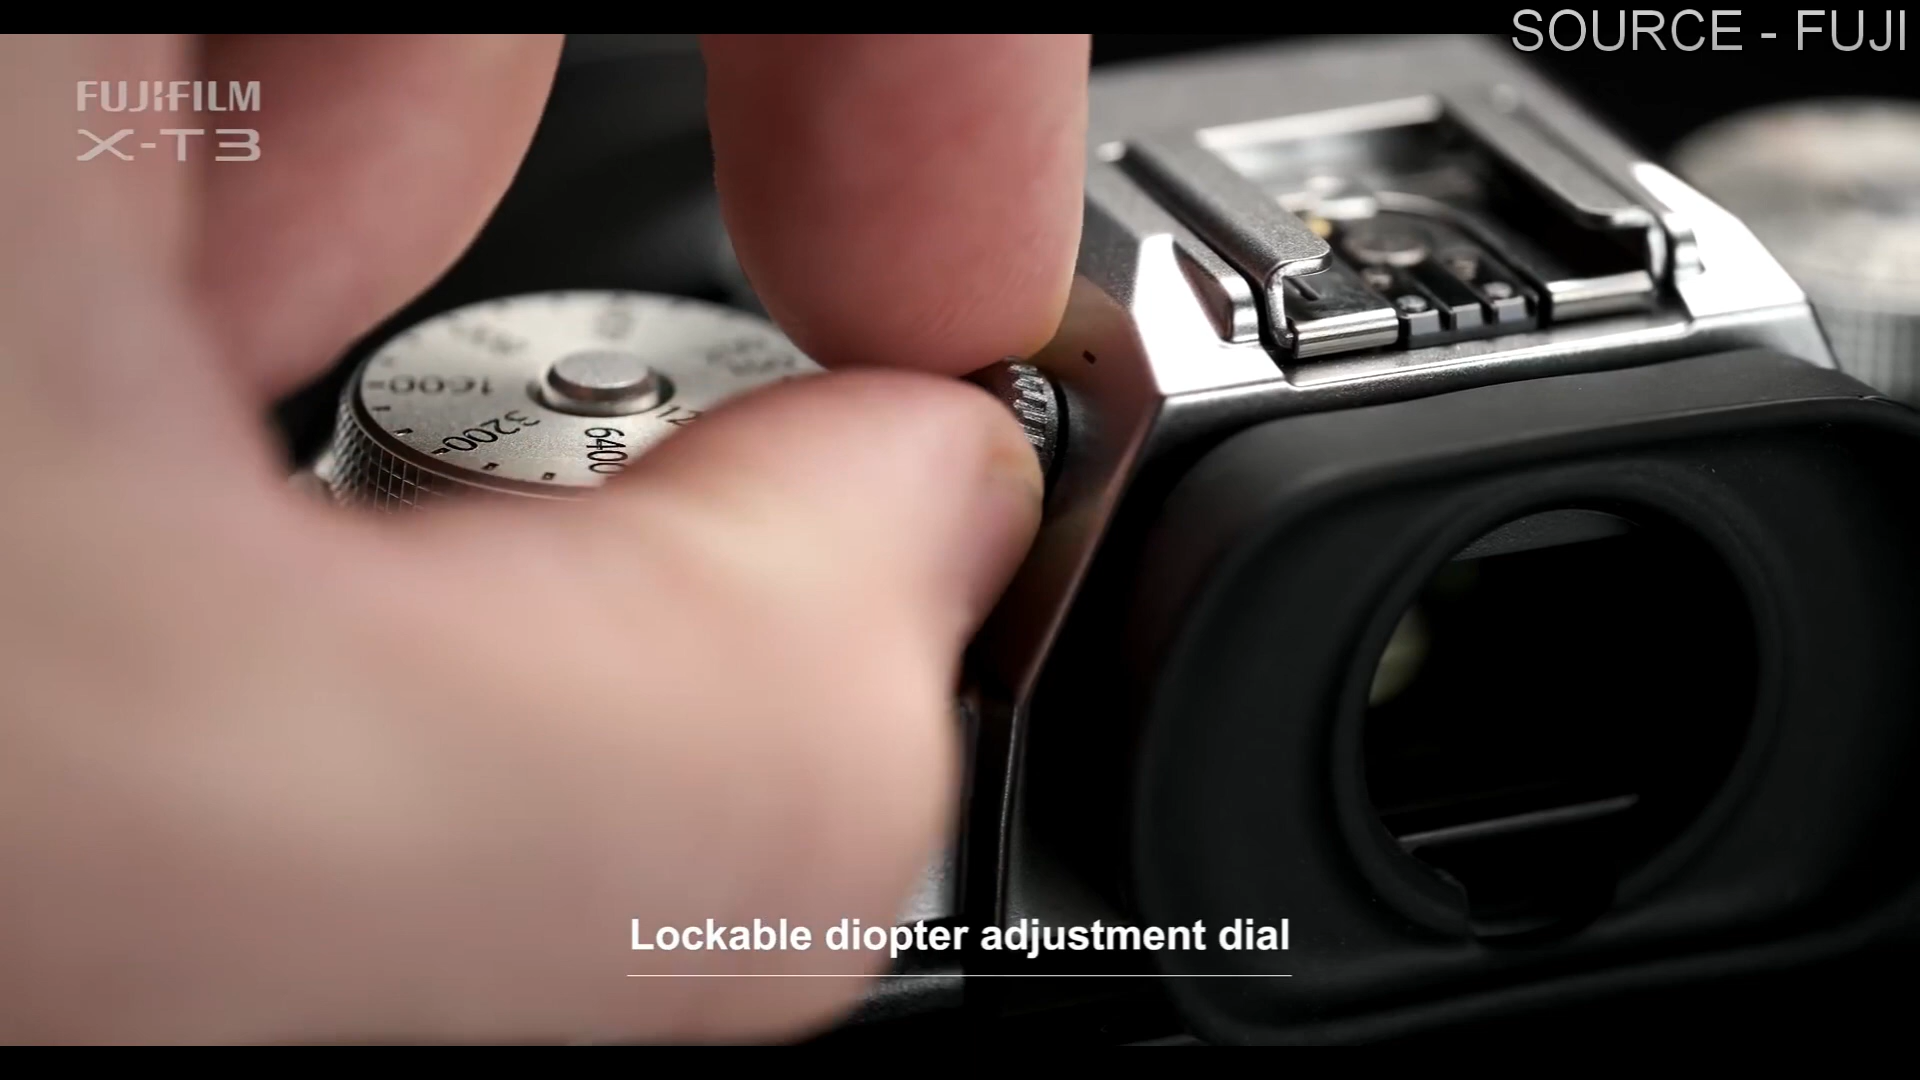 SOURCE - FUJI
FUJIFILM
X-T3
1600
3200
6400
Lockable diopter adjustment dial